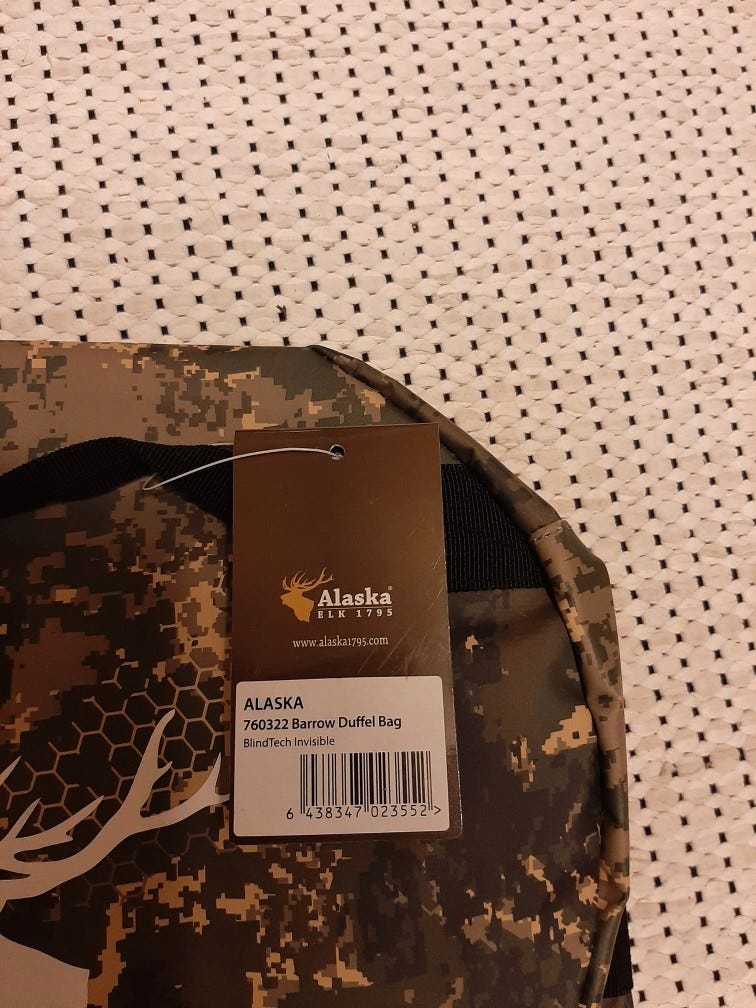 Alaska®
ELK 1795
www.alaska1795.com
ALASKA
760322 Barrow Duffel Bag
BlindTech Invisible
6 438347 023552 >